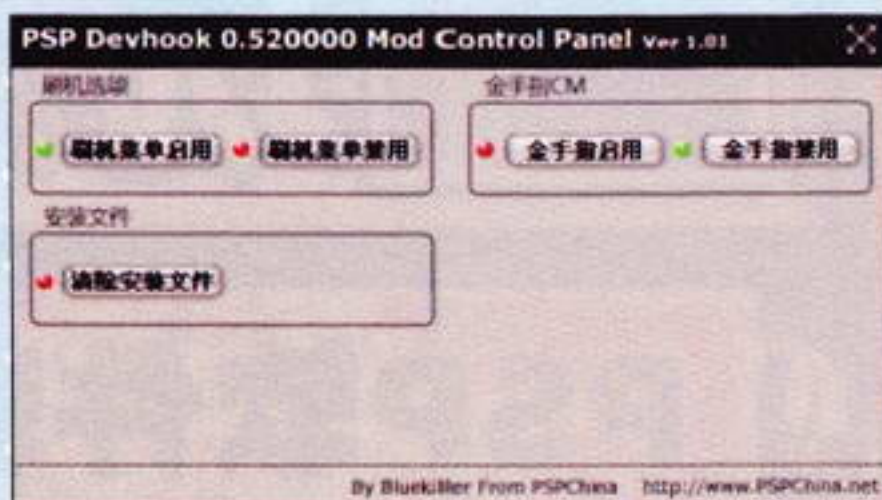 PSP Devhook 0.520000 Mod Control Panel Ver 1.01
刷机选项
金手指CM
刷机菜单启用
刷机菜单禁用
金手指启用
金手指禁用
安装文件
清除安装文件
By Bluekiller From PSPChina http://www.PSPChina.net